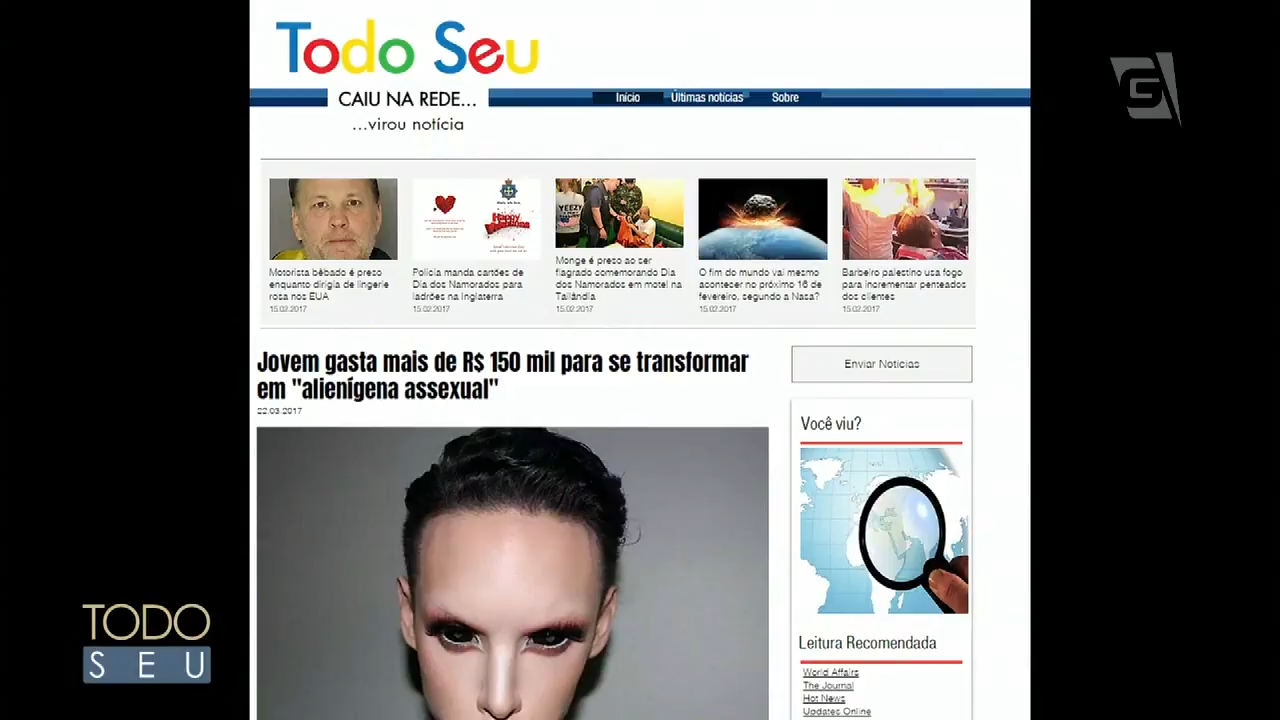 Todo Seu
CAIU NA REDE...
...virou notícia
Início
Últimas notícias
Sobre
YEEZY
Happy
Motorista bêbado é preso
enquanto dirigia de lingerie
rosa nos EUA
15.02.2017
Polícia manda cartões de
Dia dos Namorados para
ladrões na Inglaterra
15.02.2017
Monge é preso ao ser
flagrado comemorando Dia
dos Namorados em motel na
Tailândia
15.02.2017
O fim do mundo vai mesmo
acontecer no próximo 16 de
fevereiro, segundo a Nasa?
15.02.2017
Barbeiro palestino usa fogo
para incrementar penteados
dos clientes
15.02.2017
Jovem gasta mais de R$ 150 mil para se transformar
em "alienígena assexual"
22.03.2017
Enviar Notícias
Você viu?
Leitura Recomendada
World Affairs
The Journal
Hot News
Updates Online
TODO
SEU
G